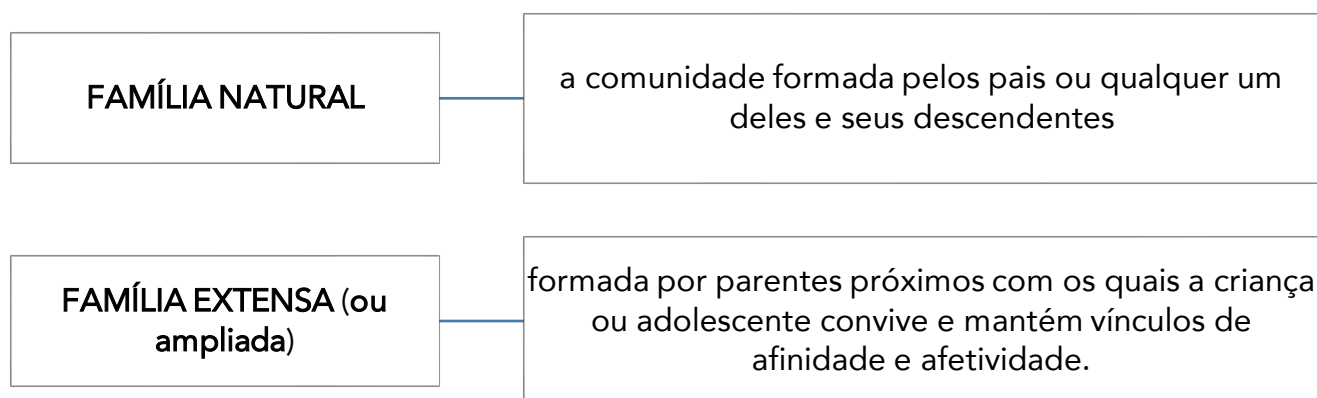 FAMÍLIA NATURAL
a comunidade formada pelos pais ou qualquer um
deles e seus descendentes
FAMÍLIA EXTENSA (ou
ampliada)
formada por parentes próximos com os quais a criança
ou adolescente convive e mantém vínculos de
afinidade e afetividade.